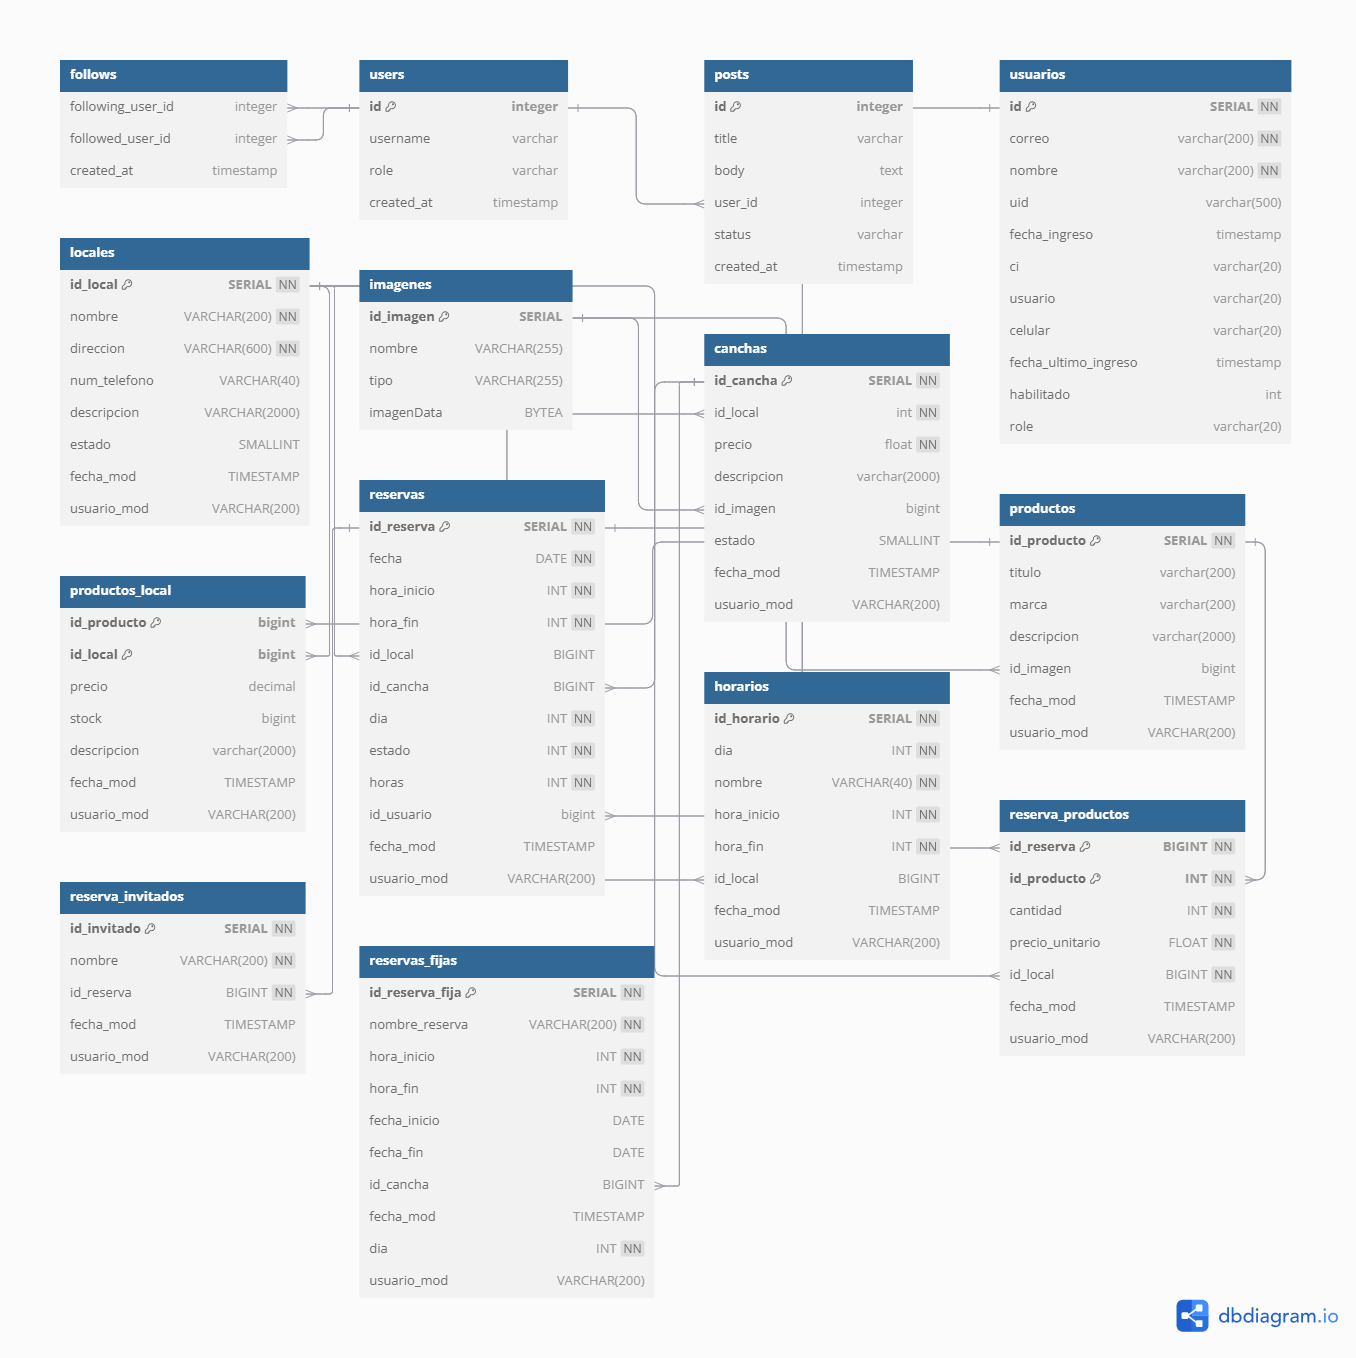 follows
following_user_id integer
followed_user_id integer
created_at timestamp
users
id integer
username varchar
role varchar
created_at timestamp
posts
id integer
title varchar
body text
user_id integer
status varchar
created_at timestamp
usuarios
id SERIAL NN
correo varchar(200) NN
nombre varchar(200) NN
uid varchar(500)
fecha_ingreso timestamp
ci varchar(20)
usuario varchar(20)
celular varchar(20)
fecha_ultimo_ingreso timestamp
habilitado int
role varchar(20)
locales
id_local SERIAL NN
nombre VARCHAR(200) NN
direccion VARCHAR(600) NN
num_telefono VARCHAR(40)
descripcion VARCHAR(2000)
estado SMALLINT
fecha_mod TIMESTAMP
usuario_mod VARCHAR(200)
imagenes
id_imagen SERIAL
nombre VARCHAR(255)
tipo VARCHAR(255)
imagenData BYTEA
canchas
id_cancha SERIAL NN
id_local int NN
precio float NN
descripcion varchar(2000)
id_imagen bigint
estado SMALLINT
fecha_mod TIMESTAMP
usuario_mod VARCHAR(200)
reservas
id_reserva SERIAL NN
fecha DATE NN
hora_inicio INT NN
hora_fin INT NN
id_local BIGINT
id_cancha BIGINT
dia INT NN
estado INT NN
horas INT NN
id_usuario bigint
fecha_mod TIMESTAMP
usuario_mod VARCHAR(200)
productos
id_producto SERIAL NN
titulo varchar(200)
marca varchar(200)
descripcion varchar(2000)
id_imagen bigint
fecha_mod TIMESTAMP
usuario_mod VARCHAR(200)
productos_local
id_producto bigint
id_local bigint
precio decimal
stock bigint
descripcion varchar(2000)
fecha_mod TIMESTAMP
usuario_mod VARCHAR(200)
horarios
id_horario SERIAL NN
dia INT NN
nombre VARCHAR(40) NN
hora_inicio INT NN
hora_fin INT NN
id_local BIGINT
fecha_mod TIMESTAMP
usuario_mod VARCHAR(200)
reserva_productos
id_reserva BIGINT NN
id_producto INT NN
cantidad INT NN
precio_unitario FLOAT NN
id_local BIGINT NN
fecha_mod TIMESTAMP
usuario_mod VARCHAR(200)
reserva_invitados
id_invitado SERIAL NN
nombre VARCHAR(200) NN
id_reserva BIGINT NN
fecha_mod TIMESTAMP
usuario_mod VARCHAR(200)
reservas_fijas
id_reserva_fija SERIAL NN
nombre_reserva VARCHAR(200) NN
hora_inicio INT NN
hora_fin INT NN
fecha_inicio DATE
fecha_fin DATE
id_cancha BIGINT
fecha_mod TIMESTAMP
dia INT NN
usuario_mod VARCHAR(200)
dbdiagram.io